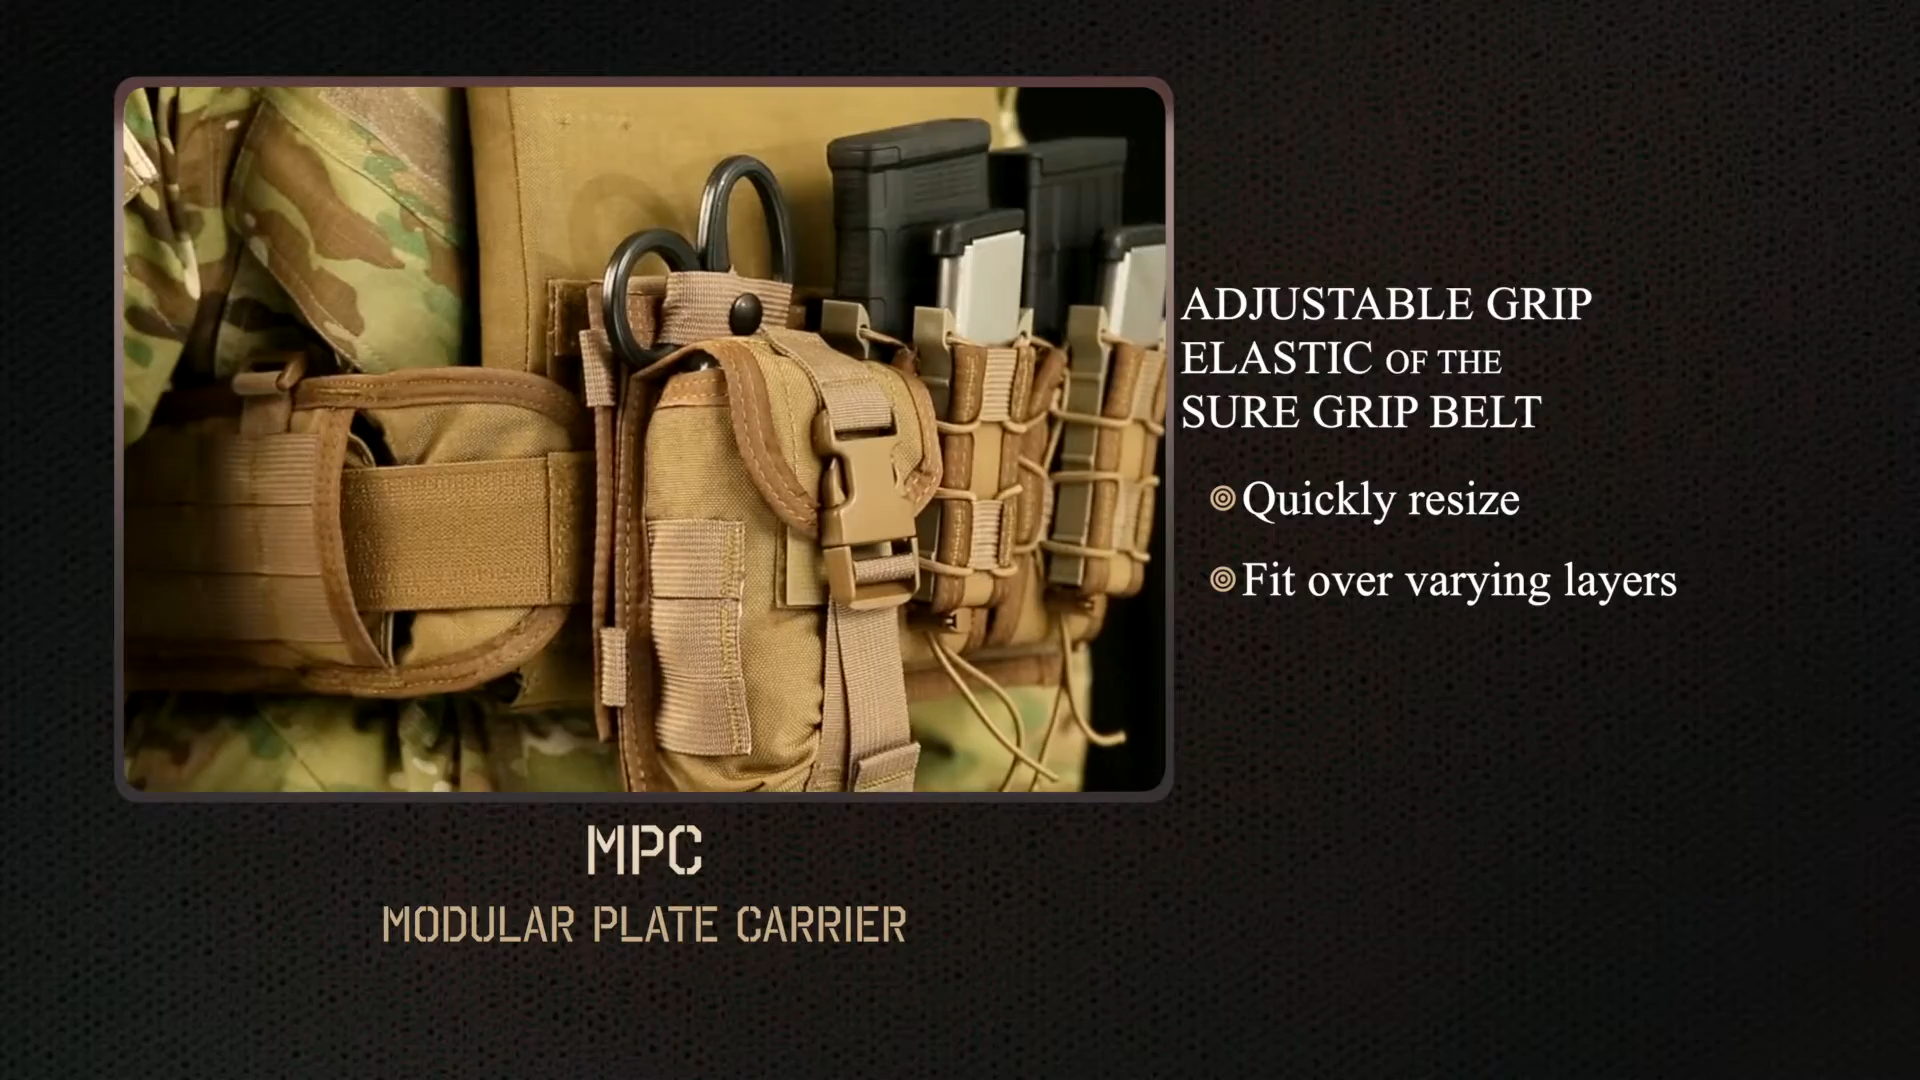 ADJUSTABLE GRIP
ELASTIC OF THE
SURE GRIP BELT
Quickly resize
Fit over varying layers
MPC
MODULAR PLATE CARRIER